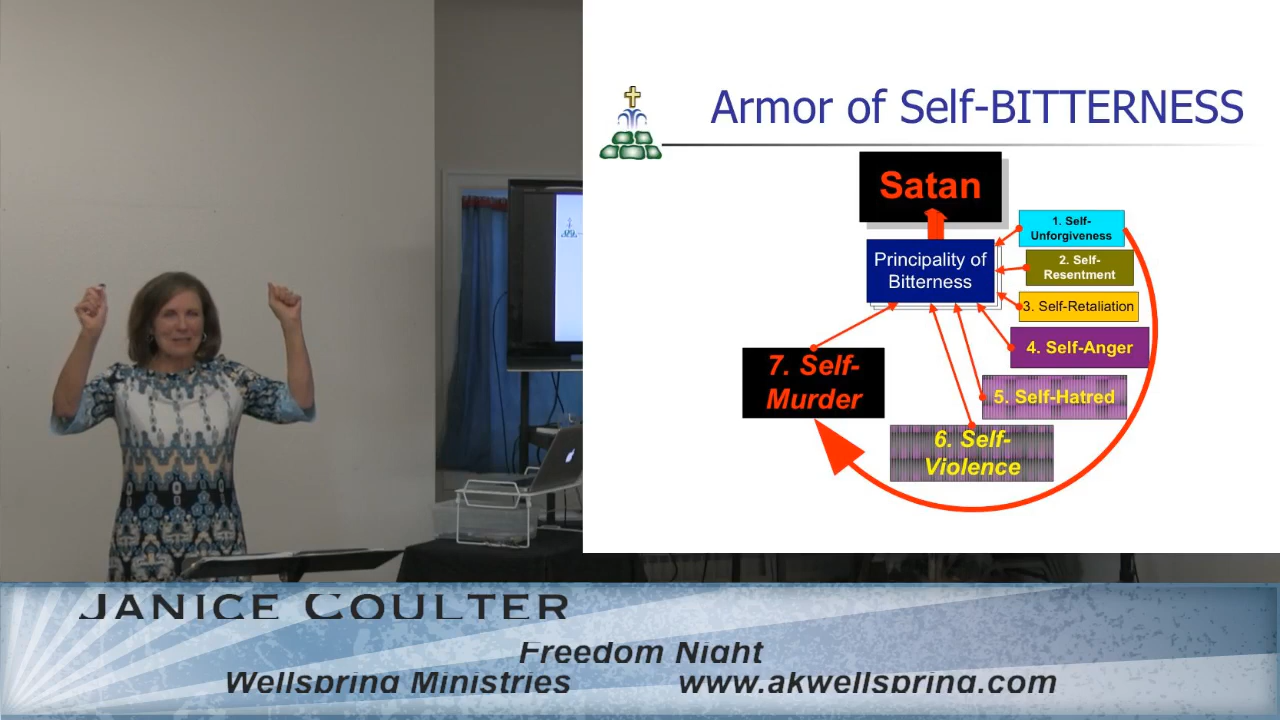 Armor of Self-BITTERNESS
Satan
Principality of
Bitterness
1. Self-
Unforgiveness
2. Self-
Resentment
3. Self-Retaliation
4. Self-Anger
5. Self-Hatred
6. Self-
Violence
7. Self-
Murder
JANICE COULTER
Freedom Night
Wellspring Ministries www.akwellspring.com